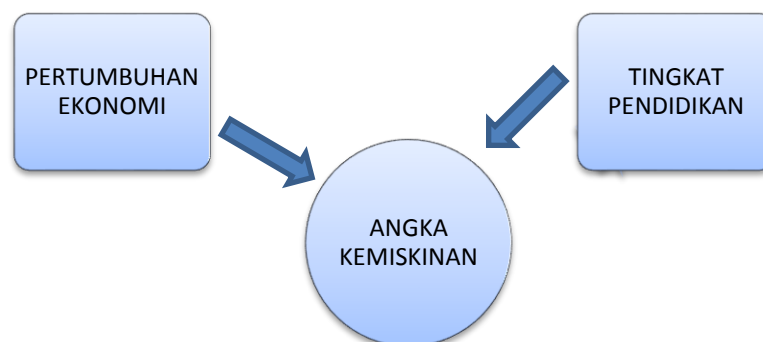 PERTUMBUHAN
EKONOMI
TINGKAT
PENDIDIKAN
ANGKA
KEMISKINAN